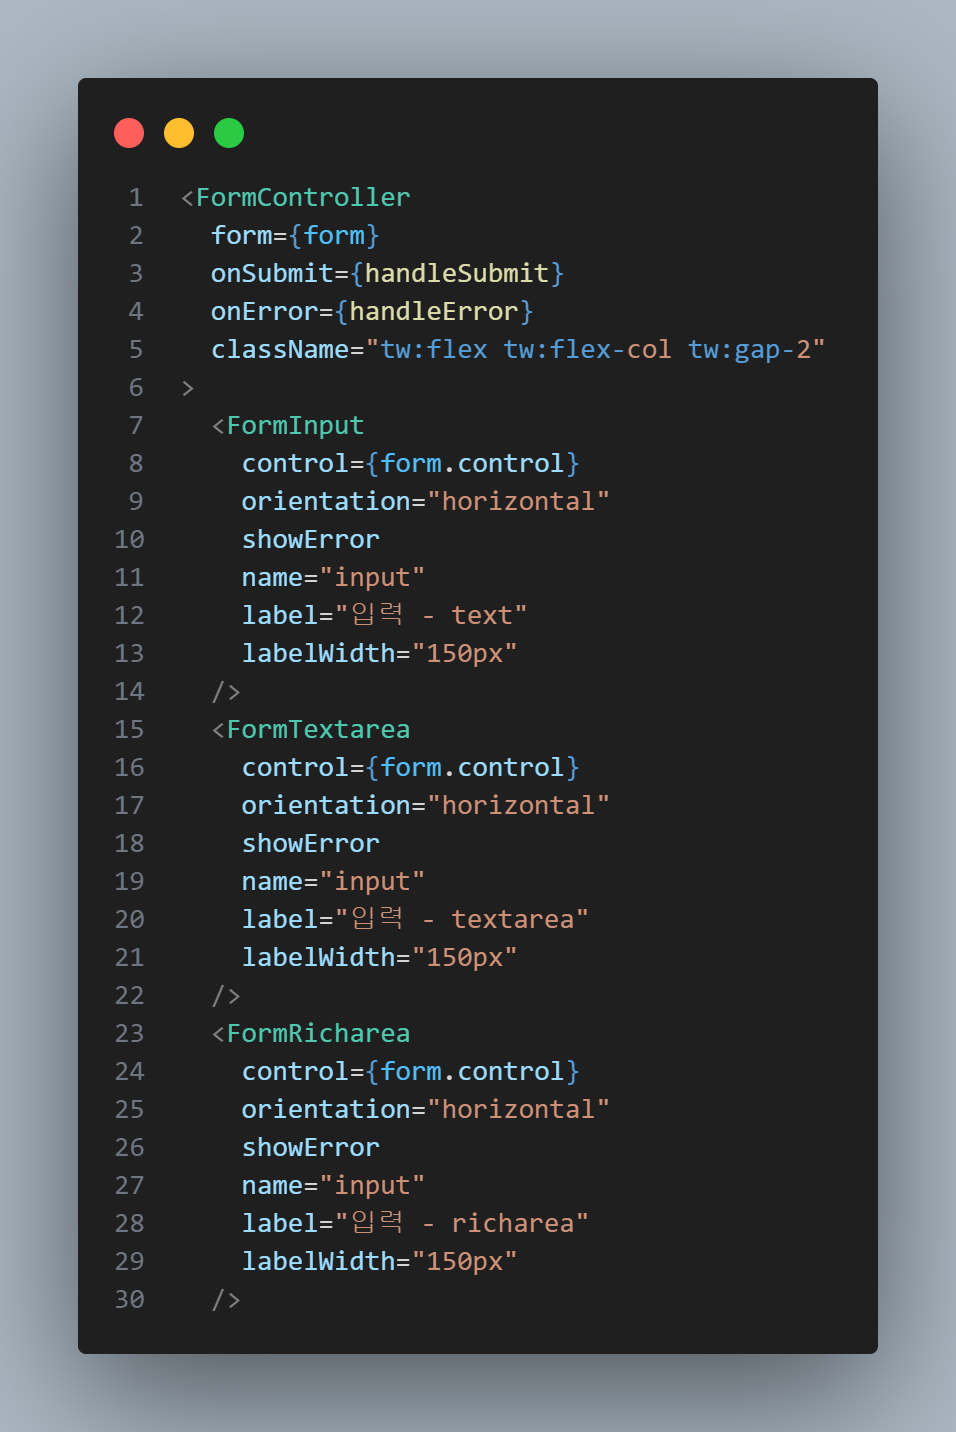 1 <FormController
2   form={form}
3   onSubmit={handleSubmit}
4   onError={handleError}
5   className="tw:flex tw:flex-col tw:gap-2"
6 >
7   <FormInput
8     control={form.control}
9     orientation="horizontal"
10     showError
11     name="input"
12     label="입력 - text"
13     labelWidth="150px"
14   />
15   <FormTextarea
16     control={form.control}
17     orientation="horizontal"
18     showError
19     name="input"
20     label="입력 - textarea"
21     labelWidth="150px"
22   />
23   <FormRicharea
24     control={form.control}
25     orientation="horizontal"
26     showError
27     name="input"
28     label="입력 - richarea"
29     labelWidth="150px"
30   />